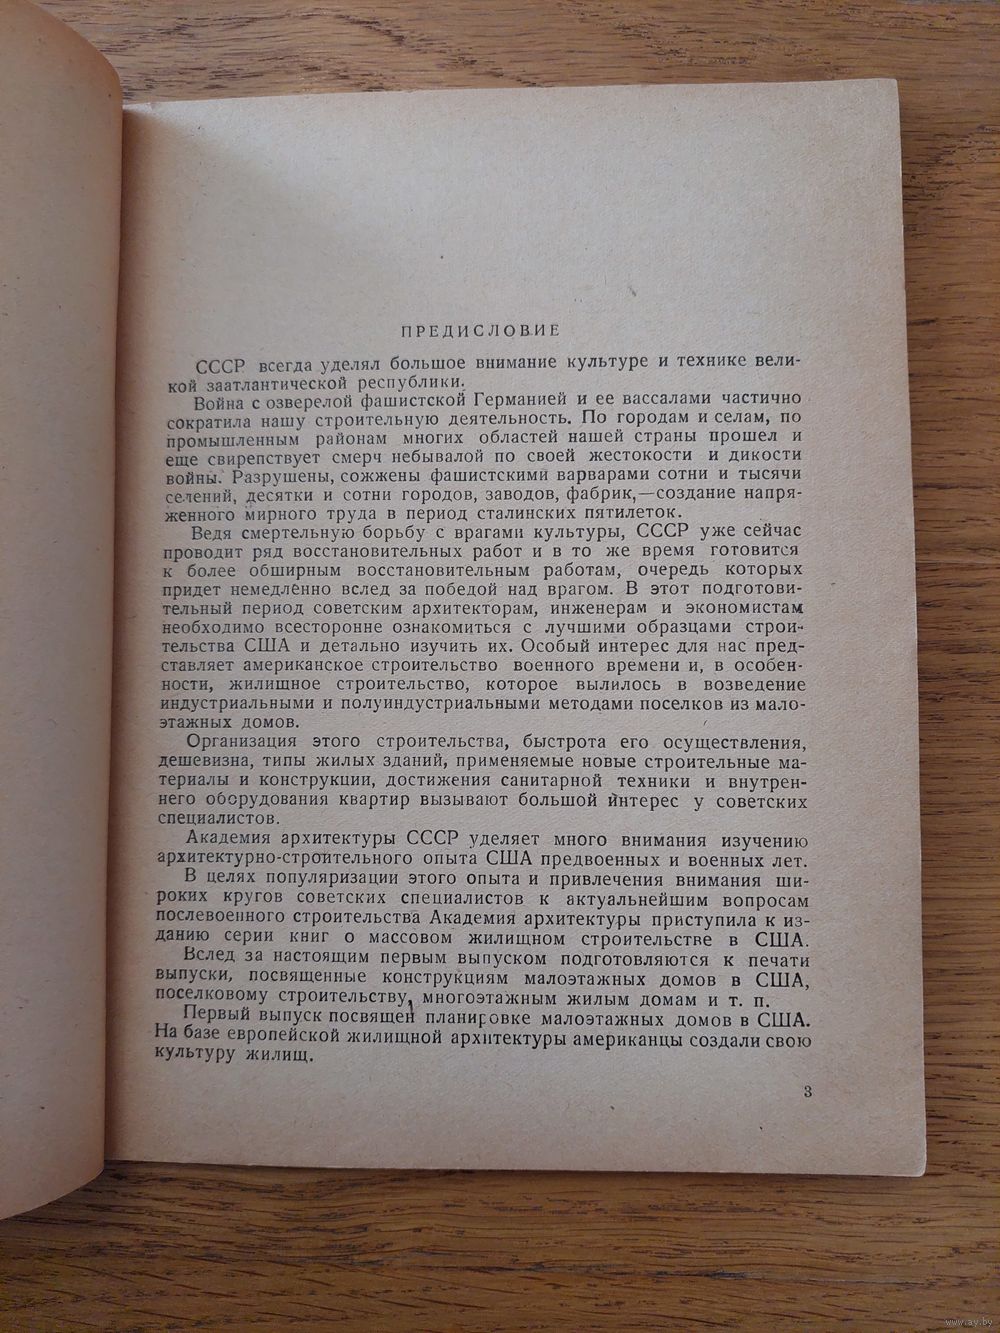 ПРЕДИСЛОВИЕ
СССР всегда уделял большое внимание культуре и технике вели-
кой заатлантической республики.
Война с озверелой фашистской Германией и ее вассалами частично
сократила нашу строительную деятельность. По городам и селам, по
промышленным районам многих областей нашей страны прошел и
еще свирепствует смерч небывалой по своей жестокости и дикости
войны. Разрушены, сожжены фашистскими варварами сотни и тысячи
селений, десятки и сотни городов, заводов, фабрик,—создание напря-
женного мирного труда в период сталинских пятилеток.
Ведя смертельную борьбу с врагами культуры, СССР уже сейчас
проводит ряд восстановительных работ и в то же время готовится
к более обширным восстановительным работам, очередь которых
придет немедленно вслед за победой над врагом. В этот подготови-
тельный период советским архитекторам, инженерам и экономистам
необходимо всесторонне ознакомиться с лучшими образцами строи-
тельства США и детально изучить их. Особый интерес для нас пред-
ставляет американское строительство военного времени и, в особен-
ности, жилищное строительство, которое вылилось в возведение
индустриальными и полуиндустриальными методами поселков из мало-
этажных домов.
Организация этого строительства, быстрота его осуществления,
дешевизна, типы жилых зданий, применяемые новые строительные ма-
териалы и конструкции, достижения санитарной техники и внутрен-
него оборудования квартир вызывают большой интерес у советских
специалистов.
Академия архитектуры СССР уделяет много внимания изучению
архитектурно-строительного опыта США предвоенных и военных лет.
В целях популяризации этого опыта и привлечения внимания ши-
роких кругов советских специалистов к актуальнейшим вопросам
послевоенного строительства Академия архитектуры приступила к из-
данию серии книг о массовом жилищном строительстве в США.
Вслед за настоящим первым выпуском подготовляются к печати
выпуски, посвященные конструкциям малоэтажных домов в США,
поселковому строительству, многоэтажным жилым домам и т. п.
Первый выпуск посвящен планировке малоэтажных домов в США.
На базе европейской жилищной архитектуры американцы создали свою
культуру жилищ.
3
www.ay.by